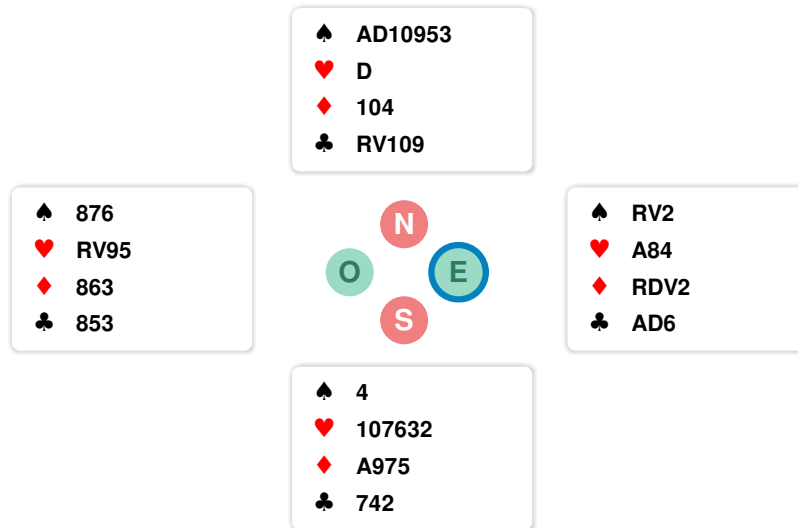 ♠ AD10953
♥ D
♦ 104
♣ RV109
♠ 876
♥ RV95
♦ 863
♣ 853
N
O E
S
♠ RV2
♥ A84
♦ RDV2
♣ AD6
♠ 4
♥ 107632
♦ A975
♣ 742